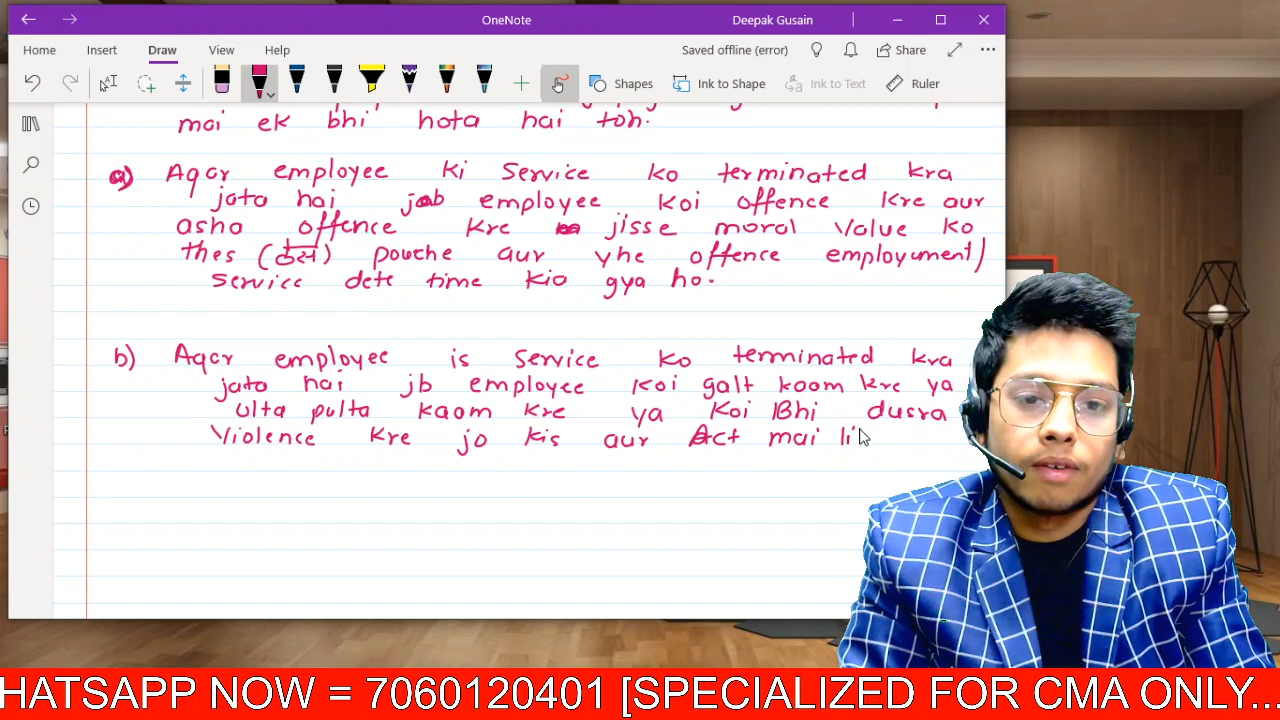 OneNote
Deepak Gusain
Home Insert Draw View Help
Saved offline (error)
Share
Shapes
Ink to Shape
Ink to Text
Ruler
mai ek bhi hota hai toh.
a) Agar employee ki Service ko terminated kra
jata hai jab employee koi offence kre aur
asha offence kre jisse moral Value ko
thes (ठेस) pouche aur yhe offence employument)
Service dete time kia gya ho.
b) Agar employee is Service ko terminated kra
jata hai jb employee koi galt kaam kre ya
ulta pulta kaam kre ya koi Bhi dusra
Violence kre jo kis aur Act mai li
HATSAPP NOW = 7060120401 [SPECIALIZED FOR CMA ONLY...